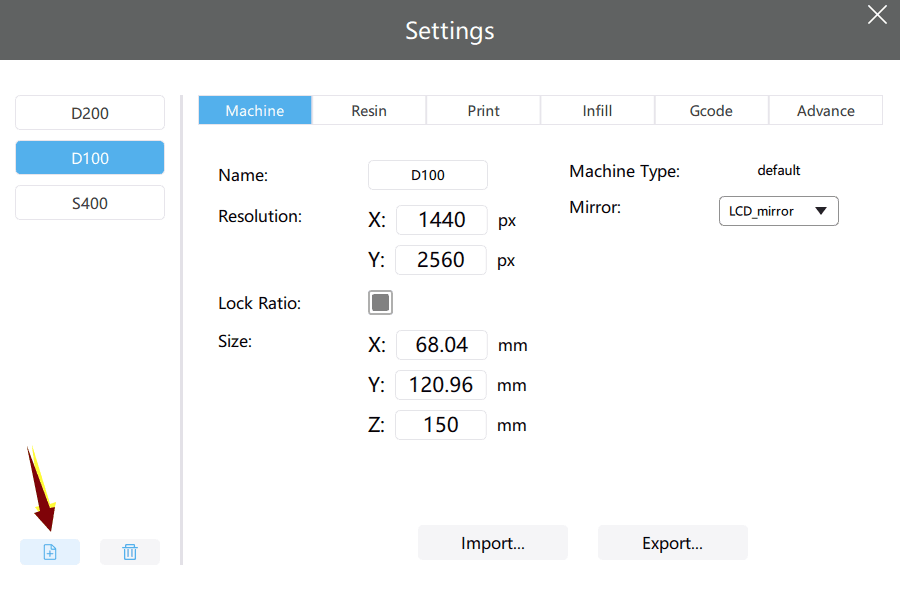 Settings
D200
D100
S400
Machine Resin Print Infill Gcode Advance
Name: D100
Machine Type: default
Resolution: X: 1440 px
Mirror: LCD_mirror
Y: 2560 px
Lock Ratio:
Size: X: 68.04 mm
Y: 120.96 mm
Z: 150 mm
Import... Export...